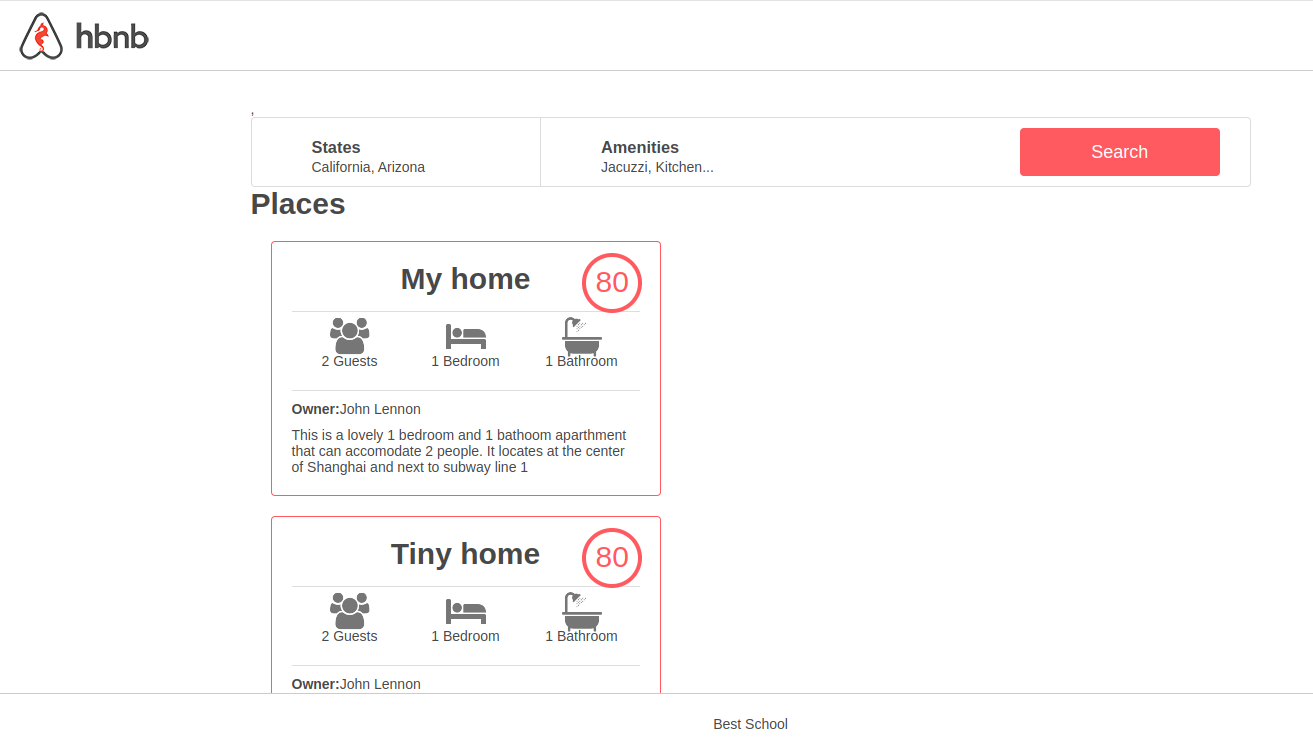 hbnb
,
States
California, Arizona
Amenities
Jacuzzi, Kitchen...
Search
Places
My home
80
2 Guests
1 Bedroom
1 Bathroom
Owner:John Lennon
This is a lovely 1 bedroom and 1 bathoom aparthment
that can accomodate 2 people. It locates at the center
of Shanghai and next to subway line 1
Tiny home
80
2 Guests
1 Bedroom
1 Bathroom
Owner:John Lennon
Best School